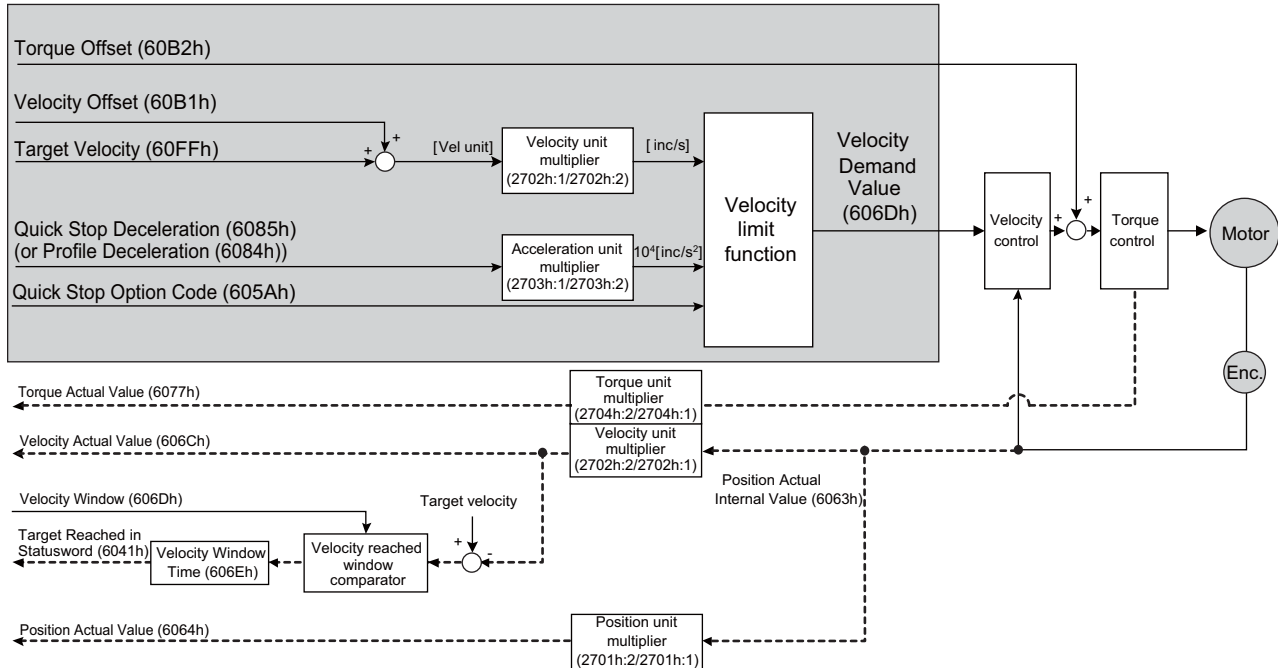 Torque Offset (60B2h)
Velocity Offset (60B1h)
Target Velocity (60FFh)
+
+
[Vel unit]
Velocity unit
multiplier
(2702h:1/2702h:2)
[ inc/s]
Quick Stop Deceleration (6085h)
(or Profile Deceleration (6084h))
Acceleration unit
multiplier
(2703h:1/2703h:2)
10⁴[inc/s²]
Quick Stop Option Code (605Ah)
Velocity
limit
function
Velocity
Demand
Value
(606Dh)
Velocity
control
+
+
Torque
control
Motor
Enc.
Torque Actual Value (6077h)
Torque unit
multiplier
(2704h:2/2704h:1)
Velocity Actual Value (606Ch)
Velocity unit
multiplier
(2702h:2/2702h:1)
Position Actual
Internal Value (6063h)
Velocity Window (606Dh)
Target velocity
+
-
Target Reached in
Statusword (6041h)
Velocity Window
Time (606Eh)
Velocity reached
window
comparator
Position Actual Value (6064h)
Position unit
multiplier
(2701h:2/2701h:1)